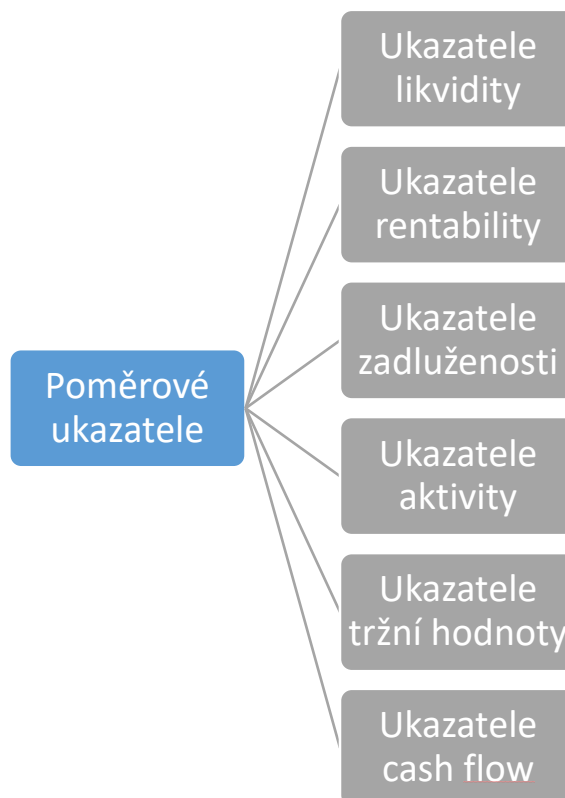 Poměrové
ukazatele
Ukazatele
likvidity
Ukazatele
rentability
Ukazatele
zadluženosti
Ukazatele
aktivity
Ukazatele
tržní hodnoty
Ukazatele
cash flow